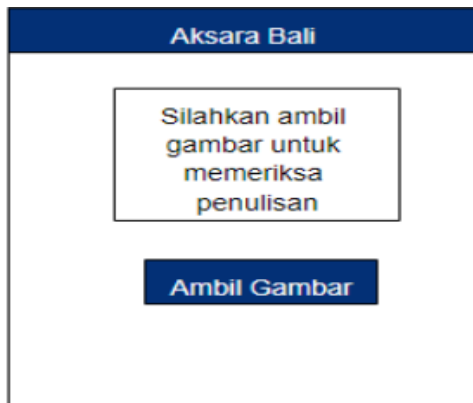 Aksara Bali
Silahkan ambil
gambar untuk
memeriksa
penulisan
Ambil Gambar